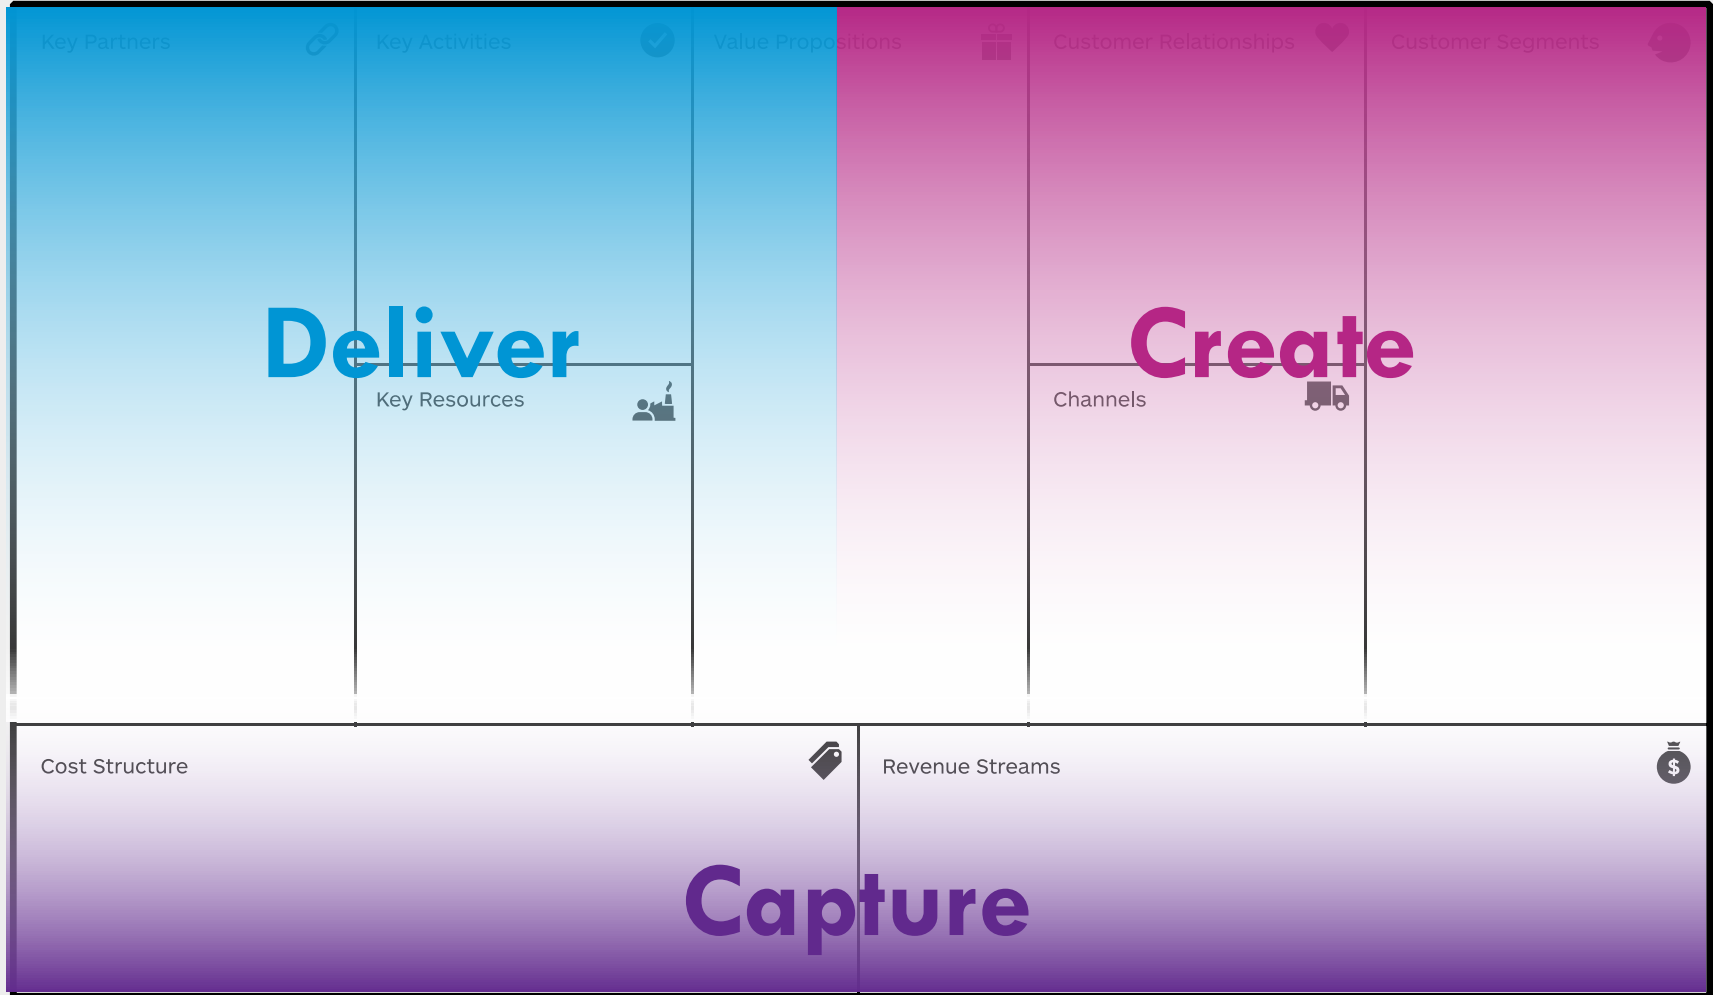 Key Partners
Key Activities
Value Propositions
Customer Relationships
Customer Segments
Deliver
Create
Key Resources
Channels
Cost Structure
Revenue Streams
$
Capture